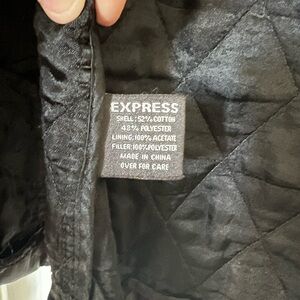 EXPRESS
SHELL: 52% COTTON
48% POLYESTER
LINING: 100% ACETATE
FILLER: 100% POLYESTER
MADE IN CHINA
OVER FOR CARE